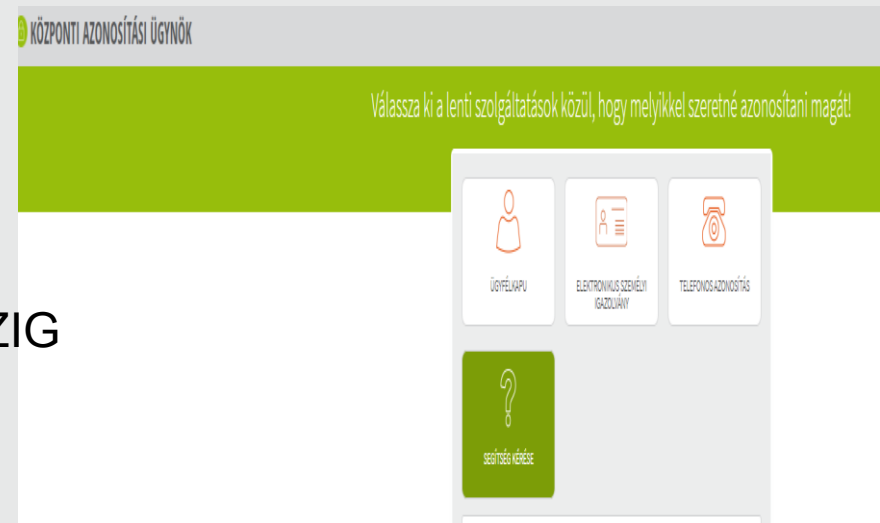 KÖZPONTI AZONOSÍTÁSI ÜGYNÖK
Válassza ki a lenti szolgáltatások közül, hogy melyikkel szeretné azonosítani magát!
ÜGYFÉLKAPU
ELEKTRONIKUS SZEMÉLYI
IGAZOLVÁNY
TELEFONOS AZONOSÍTÁS
ZIG
SEGÍTSÉG KÉRÉSE